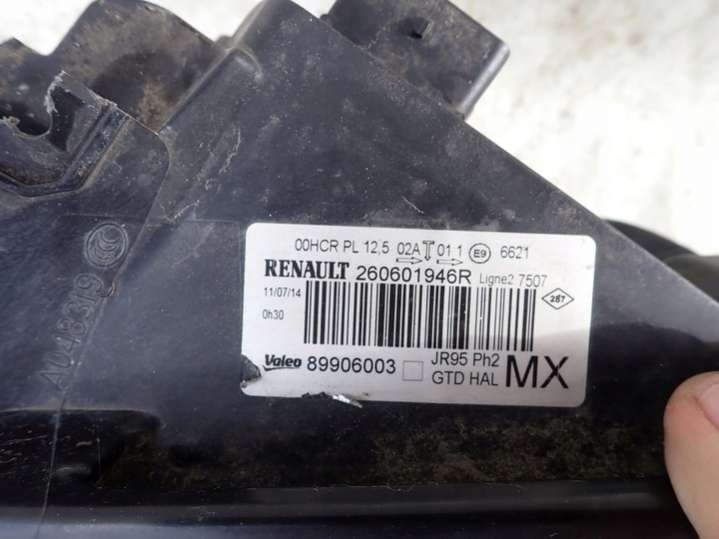 00HCR PL 12,5 02A 01 1 E9 6621
RENAULT 260601946R Ligne2 7507
11/07/14
0h30
287
Valeo 89906003 JR95 Ph2
GTD HAL MX
A048319